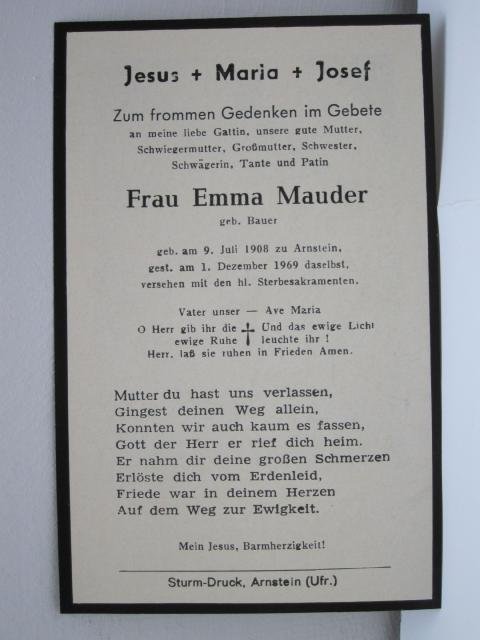 Jesus + Maria + Josef
Zum frommen Gedenken im Gebete
an meine liebe Gattin, unsere gute Mutter,
Schwiegermutter, Großmutter, Schwester,
Schwägerin, Tante und Patin
Frau Emma Mauder
geb. Bauer
geb. am 9. Juli 1908 zu Arnstein,
gest. am 1. Dezember 1969 daselbst,
versehen mit den hl. Sterbesakramenten.
Vater unser — Ave Maria
O Herr gib ihr die † Und das ewige Licht
ewige Ruhe leuchte ihr !
Herr. laß sie ruhen in Frieden Amen.
Mutter du hast uns verlassen,
Gingest deinen Weg allein,
Konnten wir auch kaum es fassen,
Gott der Herr er rief dich heim.
Er nahm dir deine großen Schmerzen
Erlöste dich vom Erdenleid,
Friede war in deinem Herzen
Auf dem Weg zur Ewigkeit.
Mein Jesus, Barmherzigkeit!
Sturm-Druck, Arnstein (Ufr.)